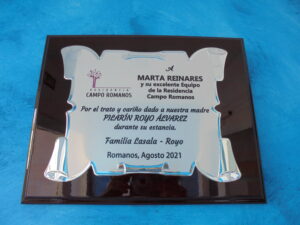 RESIDENCIA
CAMPO ROMANOS
A
MARTA REINARES
y su excelente Equipo
de la Residencia
Campo Romanos
Por el trato y cariño dado a nuestra madre
PILARÍN ROYO ÁLVAREZ
durante su estancia.
Familia Lasala - Royo
Romanos, Agosto 2021